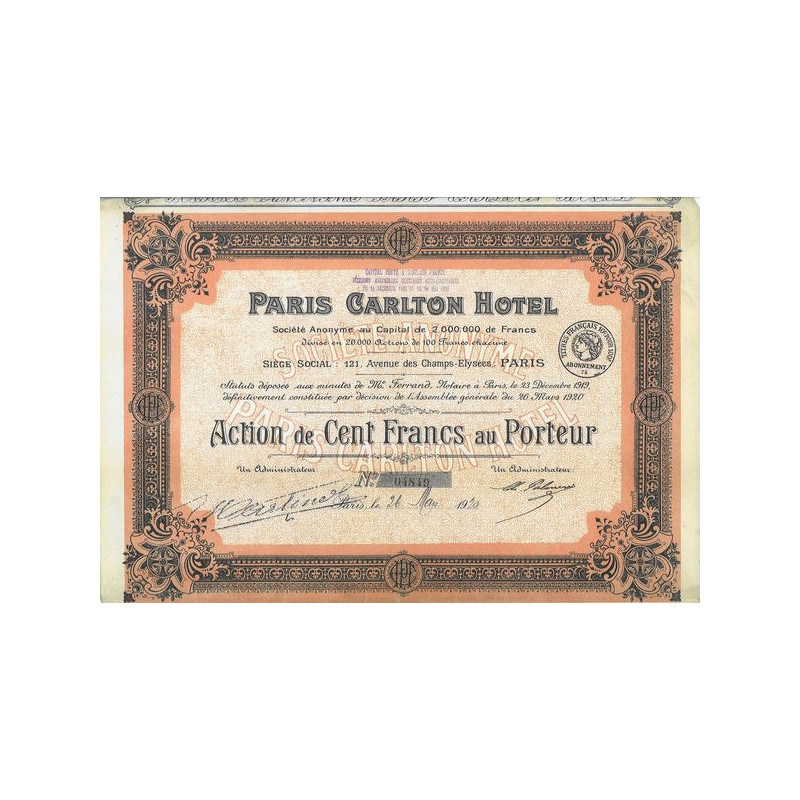 PARIS CARLTON HOTEL
Société Anonyme au Capital de 2.000.000 de Francs
divisé en 20.000 Actions de 100 Francs chacune
SIÈGE SOCIAL : 121, Avenue des Champs-Elysées, PARIS
Statuts déposés aux minutes de Me Ferrand, Notaire à Paris, le 23 Décembre 1919,
définitivement constituée par décision de l'Assemblée générale du 26 Mars 1920
SOCIÉTÉ ANONYME
PARIS CARLTON HOTEL
TITRES FRANÇAIS
ABONNEMENT
Action de Cent Francs au Porteur
Un Administrateur
Un Administrateur
No 04849
Paris, le 26 Mars 1920